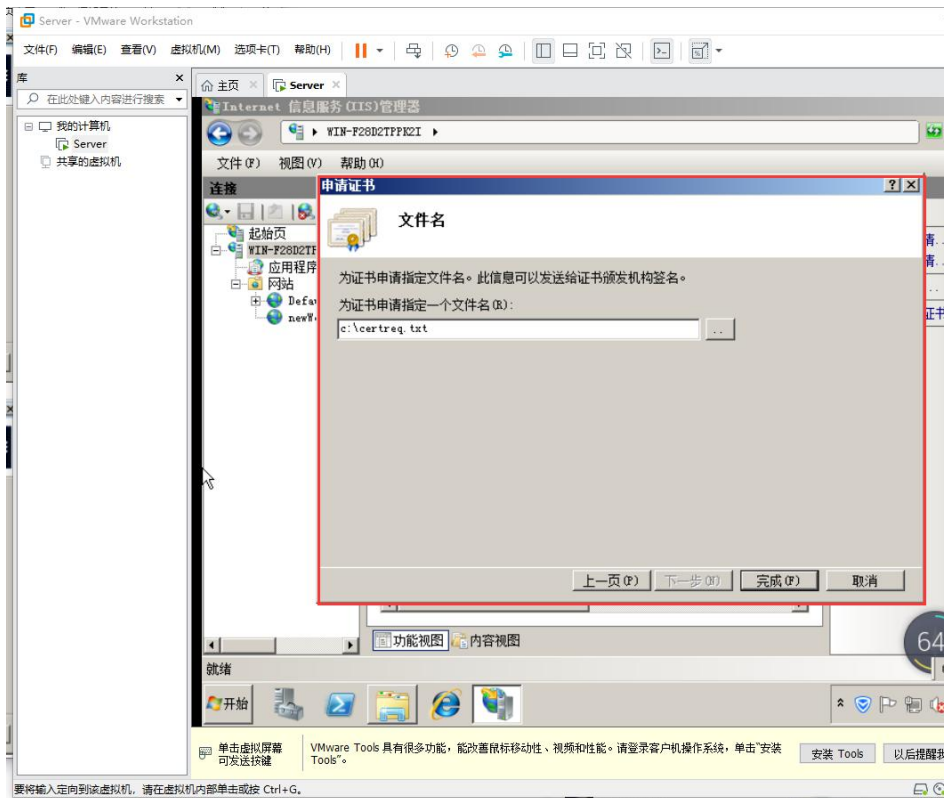 Server - VMware Workstation
文件(F) 编辑(E) 查看(V) 虚拟机(M) 选项卡(T) 帮助(H)
库
在此处键入内容进行搜索
我的计算机
Server
共享的虚拟机
主页 Server
Internet 信息服务(IIS)管理器
WIN-F28D2TPPK2I
文件(F) 视图(V) 帮助(H)
连接
起始页
WIN-F28D2TP
应用程序
网站
Defau
newW
申请证书
文件名
为证书申请指定文件名。此信息可以发送给证书颁发机构签名。
为证书申请指定一个文件名(R):
c:\certreq.txt
..
上一页(P) 下一步(N) 完成(F) 取消
功能视图 内容视图
就绪
开始
64
单击虚拟屏幕
可发送按键
VMware Tools 具有很多功能，能改善鼠标移动性、视频和性能。请登录客户机操作系统，单击“安装
Tools”。
安装 Tools 以后提醒我
要将输入定向到该虚拟机，请在虚拟机内部单击或按 Ctrl+G。